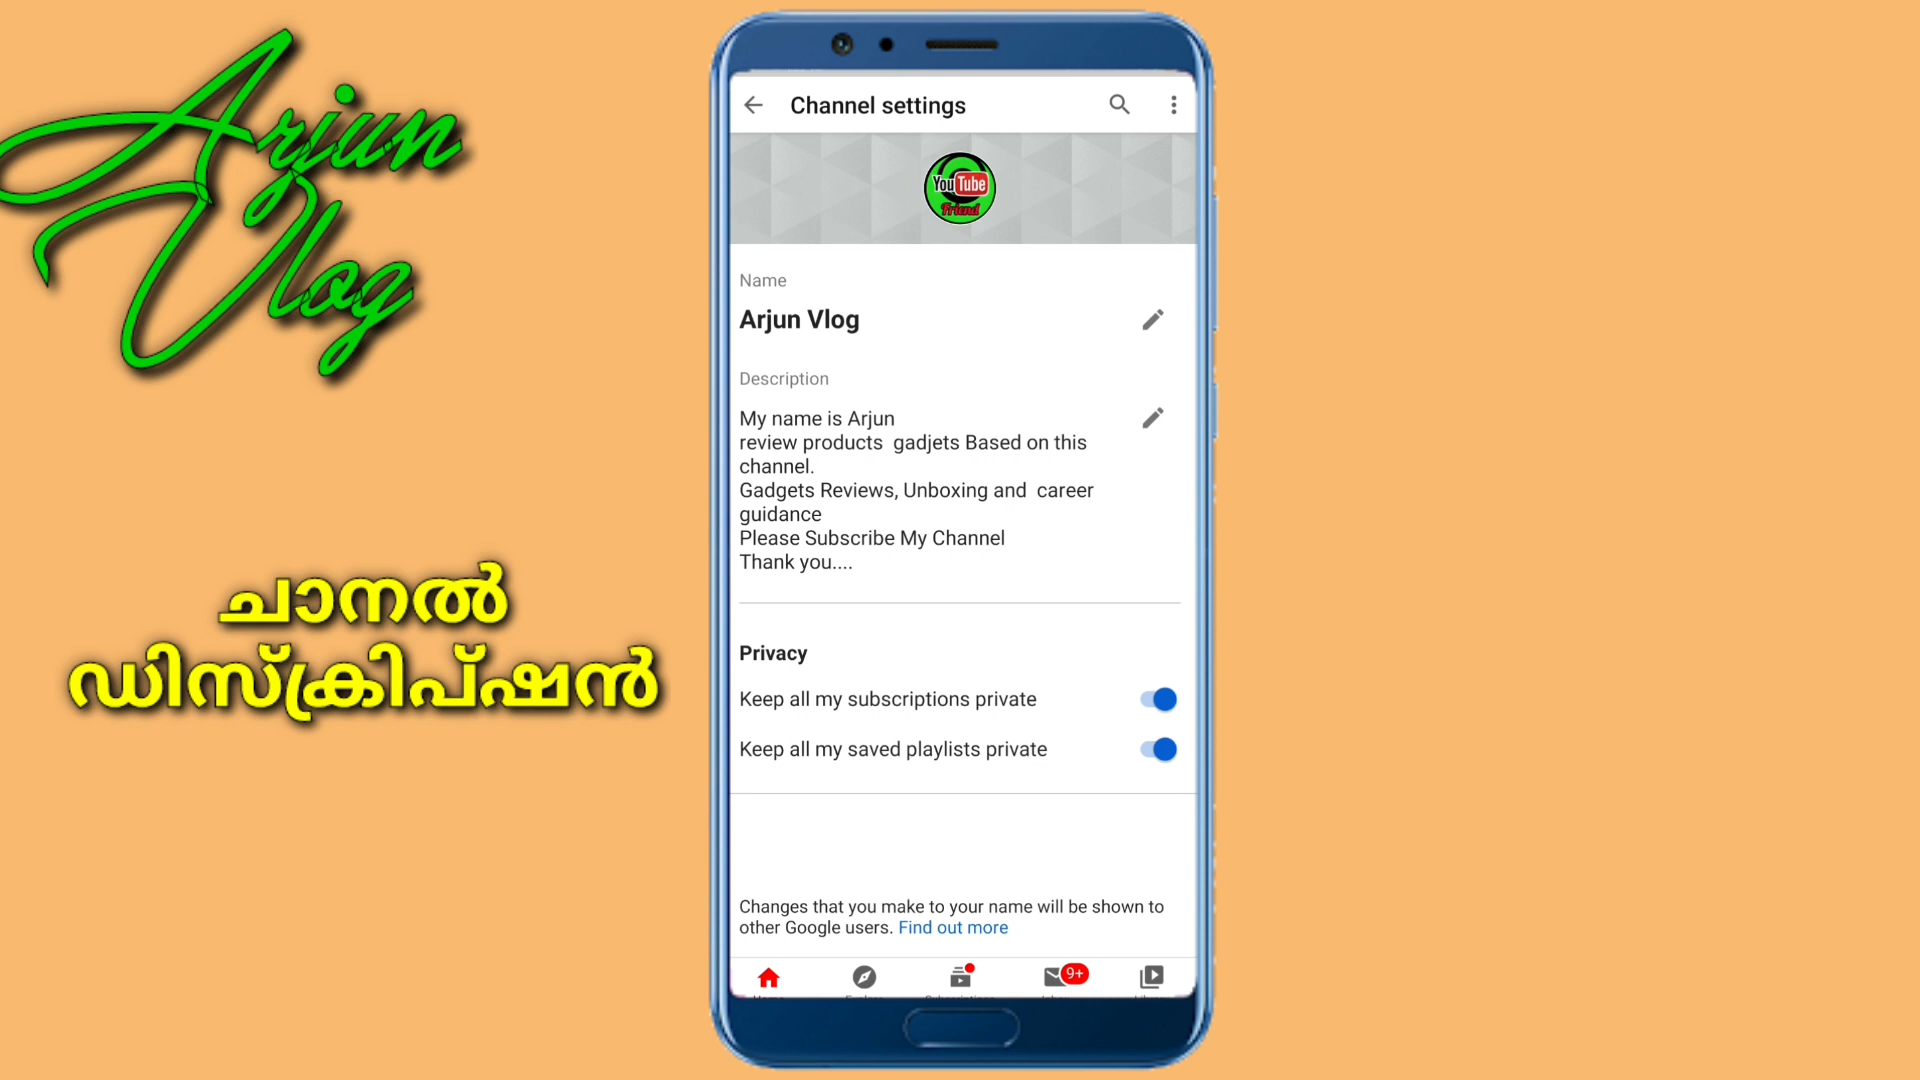 Arjun
Vlog
ചാനൽ
ഡിസ്ക്രിപ്ഷൻ
Channel settings
YouTube
Friend
Name
Arjun Vlog
Description
My name is Arjun
review products  gadjets Based on this
channel.
Gadgets Reviews, Unboxing and  career
guidance
Please Subscribe My Channel
Thank you....
Privacy
Keep all my subscriptions private
Keep all my saved playlists private
Changes that you make to your name will be shown to
other Google users. Find out more
9+